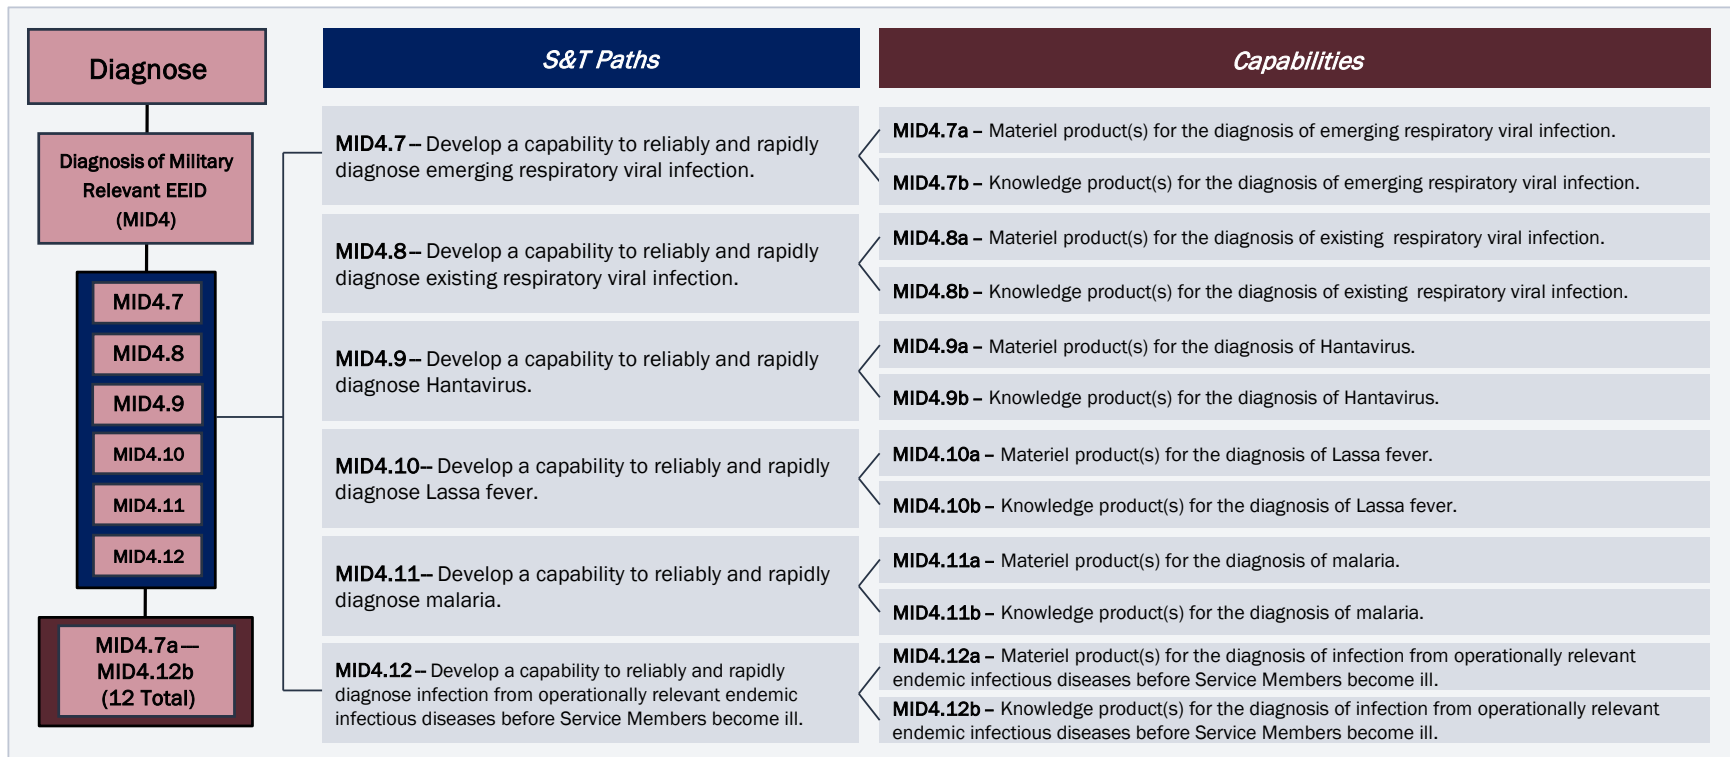 Diagnose
Diagnosis of Military
Relevant EEID
(MID4)
MID4.7
MID4.8
MID4.9
MID4.10
MID4.11
MID4.12
MID4.7a—
MID4.12b
(12 Total)
S&T Paths
MID4.7-- Develop a capability to reliably and rapidly
diagnose emerging respiratory viral infection.
MID4.8-- Develop a capability to reliably and rapidly
diagnose existing respiratory viral infection.
MID4.9-- Develop a capability to reliably and rapidly
diagnose Hantavirus.
MID4.10-- Develop a capability to reliably and rapidly
diagnose Lassa fever.
MID4.11-- Develop a capability to reliably and rapidly
diagnose malaria.
MID4.12-- Develop a capability to reliably and rapidly
diagnose infection from operationally relevant endemic
infectious diseases before Service Members become ill.
Capabilities
MID4.7a – Materiel product(s) for the diagnosis of emerging respiratory viral infection.
MID4.7b – Knowledge product(s) for the diagnosis of emerging respiratory viral infection.
MID4.8a – Materiel product(s) for the diagnosis of existing respiratory viral infection.
MID4.8b – Knowledge product(s) for the diagnosis of existing respiratory viral infection.
MID4.9a – Materiel product(s) for the diagnosis of Hantavirus.
MID4.9b – Knowledge product(s) for the diagnosis of Hantavirus.
MID4.10a – Materiel product(s) for the diagnosis of Lassa fever.
MID4.10b – Knowledge product(s) for the diagnosis of Lassa fever.
MID4.11a – Materiel product(s) for the diagnosis of malaria.
MID4.11b – Knowledge product(s) for the diagnosis of malaria.
MID4.12a – Materiel product(s) for the diagnosis of infection from operationally relevant
endemic infectious diseases before Service Members become ill.
MID4.12b – Knowledge product(s) for the diagnosis of infection from operationally relevant
endemic infectious diseases before Service Members become ill.